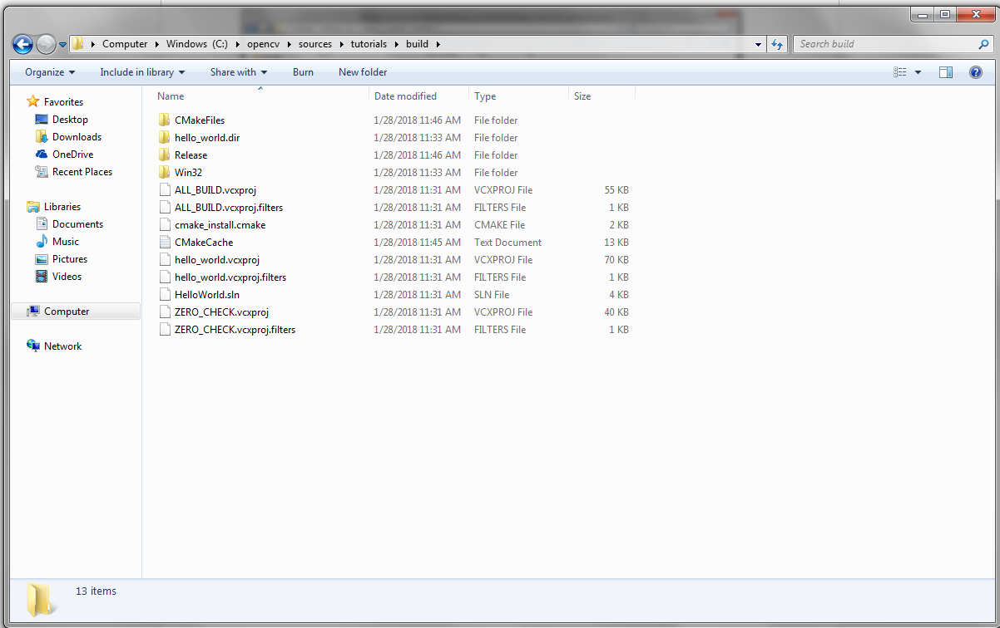 Computer Windows (C:) opencv sources tutorials build Search build
Organize Include in library Share with Burn New folder
Favorites
Desktop
Downloads
OneDrive
Recent Places
Libraries
Documents
Music
Pictures
Videos
Computer
Network
Name Date modified Type Size
CMakeFiles 1/28/2018 11:46 AM File folder
hello_world.dir 1/28/2018 11:33 AM File folder
Release 1/28/2018 11:46 AM File folder
Win32 1/28/2018 11:33 AM File folder
ALL_BUILD.vcxproj 1/28/2018 11:31 AM VCXPROJ File 55 KB
ALL_BUILD.vcxproj.filters 1/28/2018 11:31 AM FILTERS File 1 KB
cmake_install.cmake 1/28/2018 11:31 AM CMAKE File 2 KB
CMakeCache 1/28/2018 11:45 AM Text Document 13 KB
hello_world.vcxproj 1/28/2018 11:31 AM VCXPROJ File 70 KB
hello_world.vcxproj.filters 1/28/2018 11:31 AM FILTERS File 1 KB
HelloWorld.sln 1/28/2018 11:31 AM SLN File 4 KB
ZERO_CHECK.vcxproj 1/28/2018 11:31 AM VCXPROJ File 40 KB
ZERO_CHECK.vcxproj.filters 1/28/2018 11:31 AM FILTERS File 1 KB
13 items